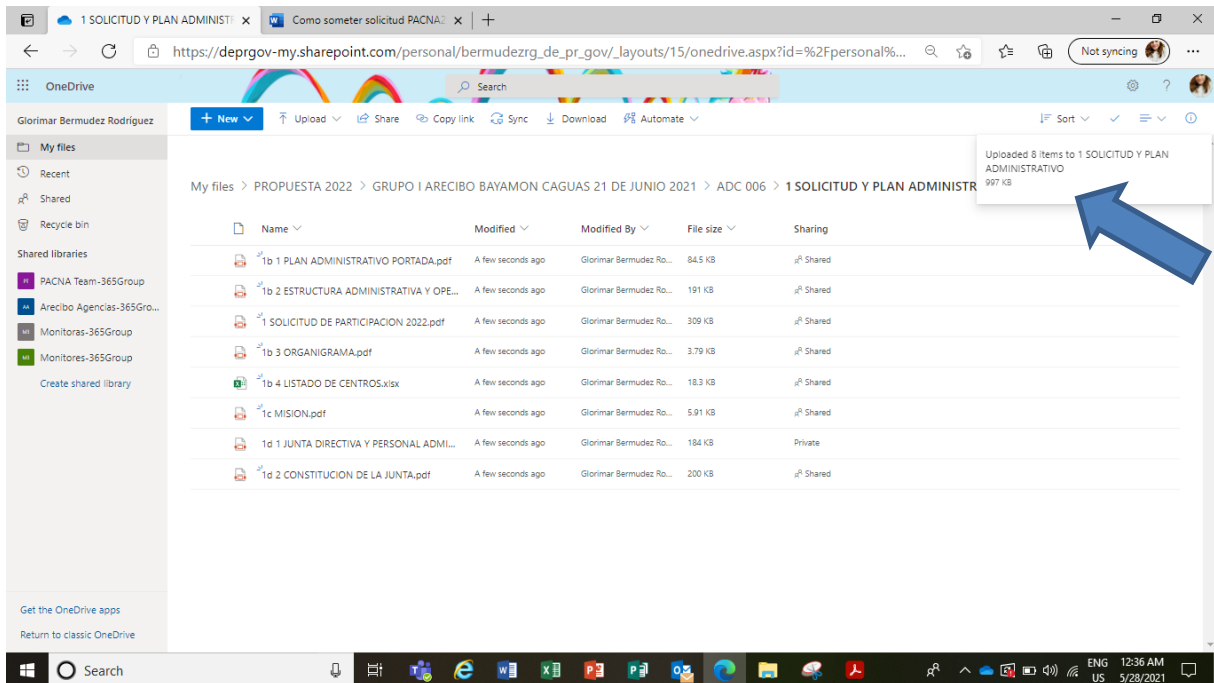 1 SOLICITUD Y PLAN ADMINISTR
Como someter solicitud PACNA2
https://deprgov-my.sharepoint.com/personal/bermudezrg_de_pr_gov/_layouts/15/onedrive.aspx?id=%2Fpersonal%...
Not syncing
OneDrive
Search
Glorimar Bermudez Rodríguez
New
Upload
Share
Copy link
Sync
Download
Automate
Sort
My files
Recent
Shared
Recycle bin
Shared libraries
PACNA Team-365Group
Arecibo Agencias-365Gro...
Monitoras-365Group
Monitores-365Group
Create shared library
Get the OneDrive apps
Return to classic OneDrive
Uploaded 8 items to 1 SOLICITUD Y PLAN
ADMINISTRATIVO
997 KB
My files > PROPUESTA 2022 > GRUPO I ARECIBO BAYAMON CAGUAS 21 DE JUNIO 2021 > ADC 006 > 1 SOLICITUD Y PLAN ADMINISTR
Name Modified Modified By File size Sharing
1b 1 PLAN ADMINISTRATIVO PORTADA.pdf A few seconds ago Glorimar Bermudez Ro... 84.5 KB Shared
1b 2 ESTRUCTURA ADMINISTRATIVA Y OPE... A few seconds ago Glorimar Bermudez Ro... 191 KB Shared
1 SOLICITUD DE PARTICIPACION 2022.pdf A few seconds ago Glorimar Bermudez Ro... 309 KB Shared
1b 3 ORGANIGRAMA.pdf A few seconds ago Glorimar Bermudez Ro... 3.79 KB Shared
1b 4 LISTADO DE CENTROS.xlsx A few seconds ago Glorimar Bermudez Ro... 18.3 KB Shared
1c MISION.pdf A few seconds ago Glorimar Bermudez Ro... 5.91 KB Shared
1d 1 JUNTA DIRECTIVA Y PERSONAL ADMI... A few seconds ago Glorimar Bermudez Ro... 184 KB Private
1d 2 CONSTITUCION DE LA JUNTA.pdf A few seconds ago Glorimar Bermudez Ro... 200 KB Shared
Search
ENG
US
12:36 AM
5/28/2021